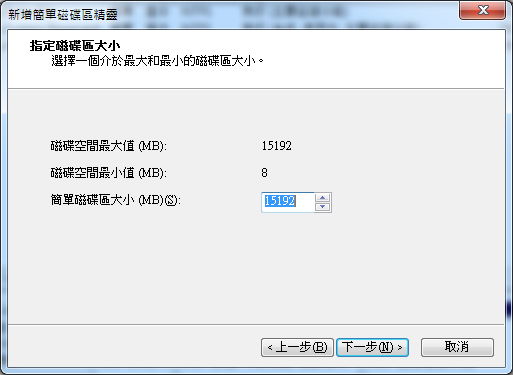 新增簡單磁碟區精靈
指定磁碟區大小
選擇一個介於最大和最小的磁碟區大小。
磁碟空間最大值 (MB): 15192
磁碟空間最小值 (MB): 8
簡單磁碟區大小 (MB)(S): 15192
< 上一步(B) 下一步(N) > 取消